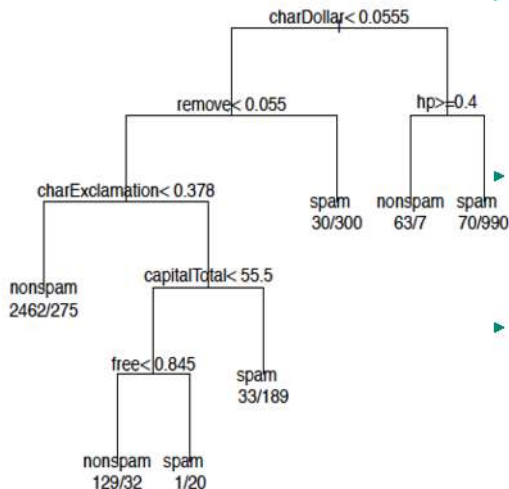 charDollar< 0.0555
remove< 0.055
hp>=0.4
charExclamation< 0.378
spam
30/300
nonspam
63/7
spam
70/990
nonspam
2462/275
capitalTotal< 55.5
free< 0.845
spam
33/189
nonspam
129/32
spam
1/20